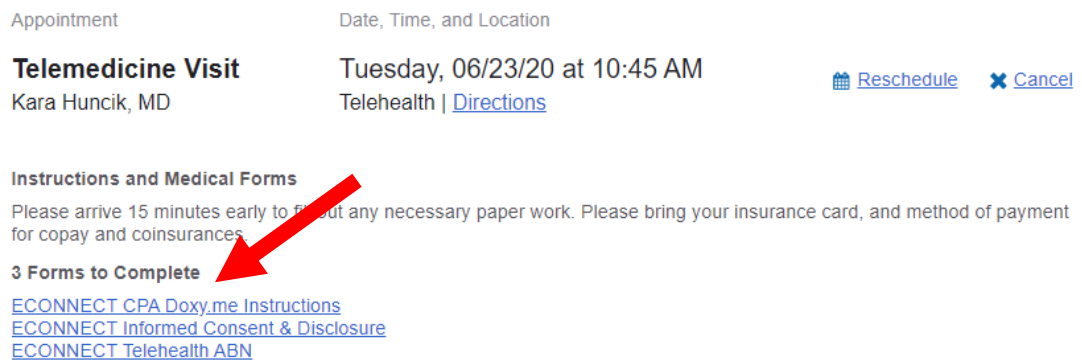 Appointment Date, Time, and Location
Telemedicine Visit Tuesday, 06/23/20 at 10:45 AM Reschedule Cancel
Kara Huncik, MD Telehealth | Directions
Instructions and Medical Forms
Please arrive 15 minutes early to fill out any necessary paper work. Please bring your insurance card, and method of payment
for copay and coinsurances.
3 Forms to Complete
ECONNECT CPA Doxy.me Instructions
ECONNECT Informed Consent & Disclosure
ECONNECT Telehealth ABN